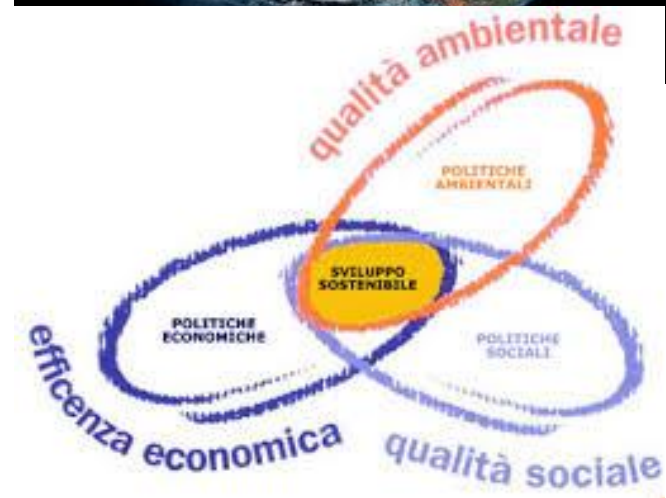 qualità ambientale
POLITICHE
AMBIENTALI
SVILUPPO
SOSTENIBILE
POLITICHE
ECONOMICHE
POLITICHE
SOCIALI
efficenza economica
qualità sociale